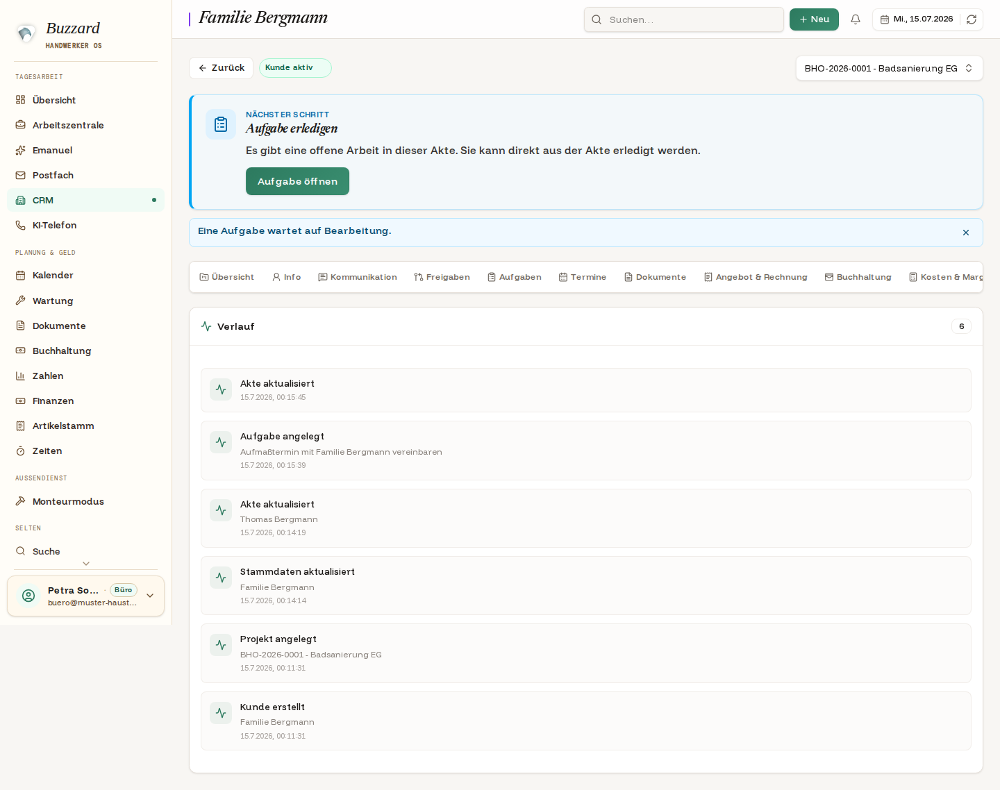 Buzzard
HANDWERKER OS
TAGESARBEIT
Übersicht
Arbeitszentrale
Emanuel
Postfach
CRM
KI-Telefon
PLANUNG & GELD
Kalender
Wartung
Dokumente
Buchhaltung
Zahlen
Finanzen
Artikelstamm
Zeiten
AUSSENDIENST
Monteurmodus
SELTEN
Suche
Petra So... · Büro
buero@muster-haust...
Familie Bergmann
Suchen...
+ Neu
Mi., 15.07.2026
← Zurück
Kunde aktiv
BHO-2026-0001 - Badsanierung EG
NÄCHSTER SCHRITT
Aufgabe erledigen
Es gibt eine offene Arbeit in dieser Akte. Sie kann direkt aus der Akte erledigt werden.
Aufgabe öffnen
Eine Aufgabe wartet auf Bearbeitung.
Übersicht Info Kommunikation Freigaben Aufgaben Termine Dokumente Angebot & Rechnung Buchhaltung Kosten & Marg
Verlauf 6
Akte aktualisiert
15.7.2026, 00:15:45
Aufgabe angelegt
Aufmaßtermin mit Familie Bergmann vereinbaren
15.7.2026, 00:15:39
Akte aktualisiert
Thomas Bergmann
15.7.2026, 00:14:19
Stammdaten aktualisiert
Familie Bergmann
15.7.2026, 00:14:14
Projekt angelegt
BHO-2026-0001 - Badsanierung EG
15.7.2026, 00:11:31
Kunde erstellt
Familie Bergmann
15.7.2026, 00:11:31